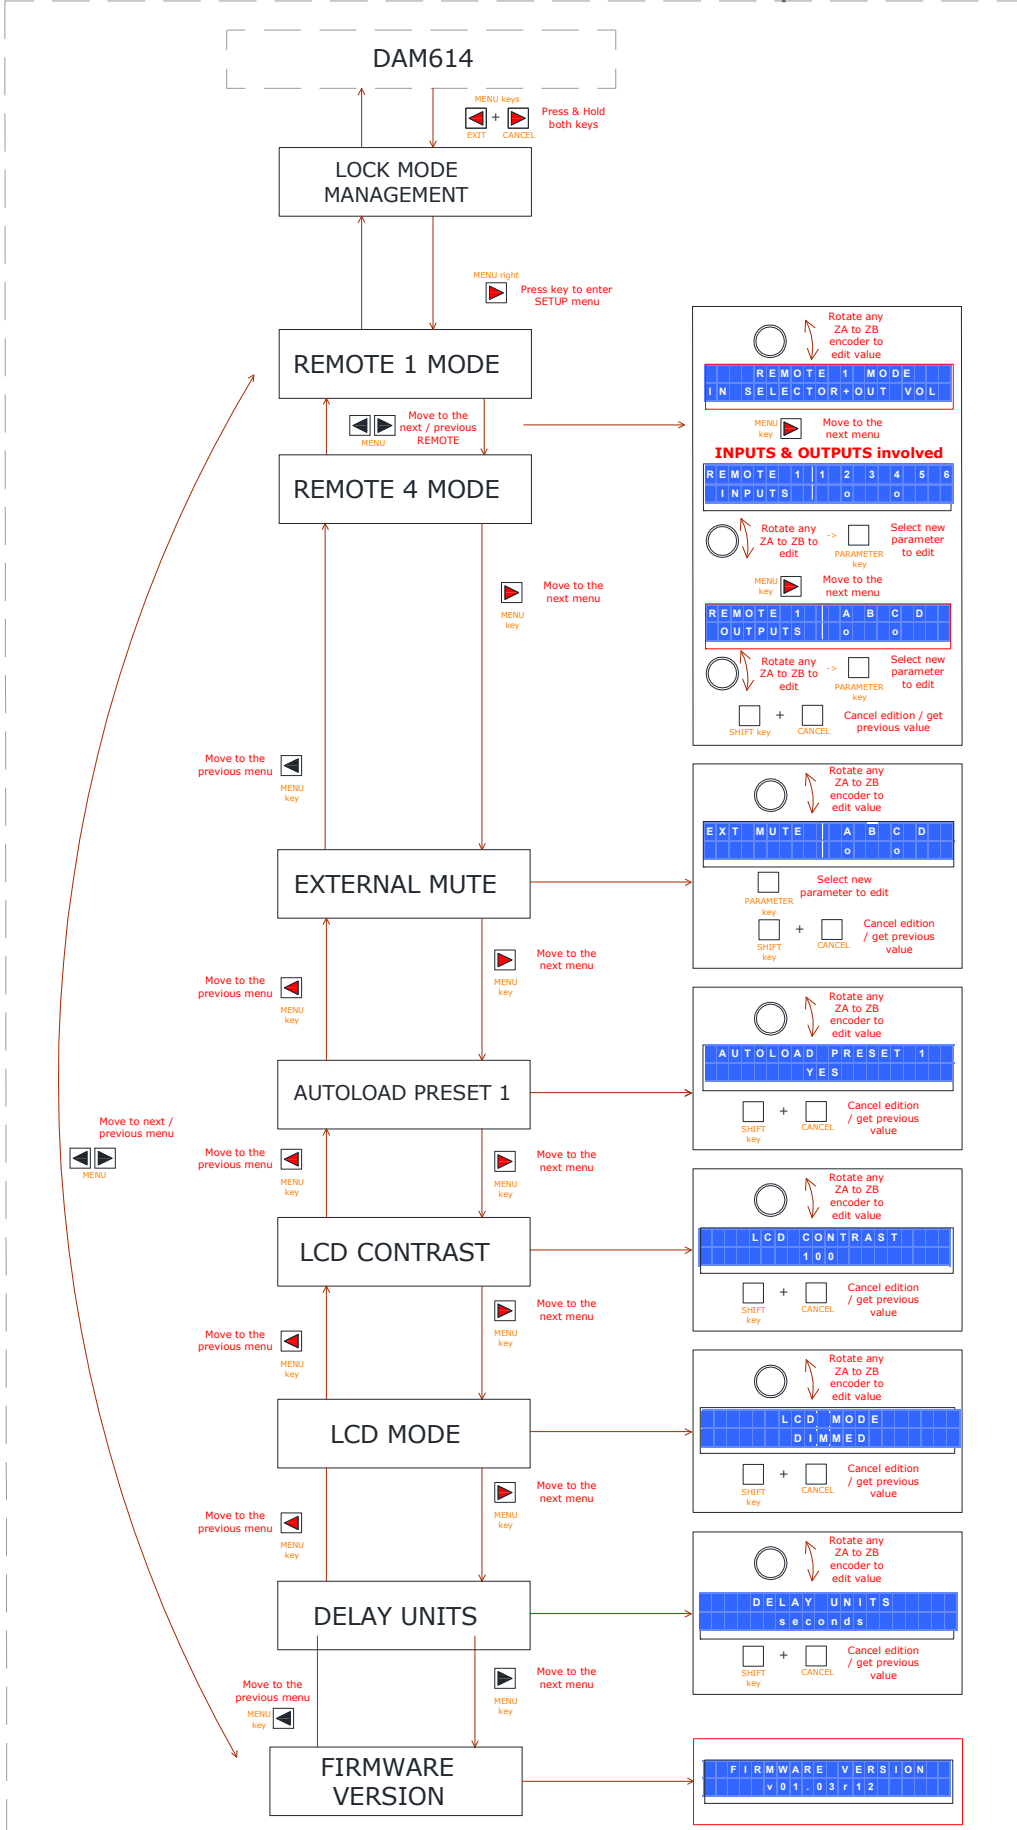 DAM614
MENU keys
+
EXIT
CANCEL
Press & Hold
both keys
LOCK MODE
MANAGEMENT
MENU right
Press key to enter
SETUP menu
REMOTE 1 MODE
MENU
Move to the
next / previous
REMOTE
REMOTE 4 MODE
Rotate any
ZA to ZB
encoder to
edit value
REMOTE 1 MODE
IN SELECTOR+OUT VOL
MENU
key
Move to the
next menu
INPUTS & OUTPUTS involved
REMOTE 1 1 2 3 4 5 6
INPUTS o o
Rotate any
ZA to ZB to
edit
->
PARAMETER
key
Select new
parameter
to edit
MENU
key
Move to the
next menu
REMOTE 1 A B C D
OUTPUTS o o
Rotate any
ZA to ZB to
edit
->
PARAMETER
key
Select new
parameter
to edit
SHIFT key
+
CANCEL
Cancel edition / get
previous value
MENU
key
Move to the
next menu
Move to the
previous menu
MENU
key
EXTERNAL MUTE
Rotate any
ZA to ZB
encoder to
edit value
EXT MUTE A B C D
o o
PARAMETER
key
Select new
parameter to edit
SHIFT
key
+
CANCEL
Cancel edition
/ get previous
value
Move to the
previous menu
MENU
key
MENU
key
Move to the
next menu
AUTOLOAD PRESET 1
Rotate any
ZA to ZB
encoder to
edit value
AUTOLOAD PRESET 1
YES
SHIFT
key
+
CANCEL
Cancel edition
/ get previous
value
Move to next /
previous menu
MENU
Move to the
previous menu
MENU
key
MENU
key
Move to the
next menu
LCD CONTRAST
Rotate any
ZA to ZB
encoder to
edit value
LCD CONTRAST
100
SHIFT
key
+
CANCEL
Cancel edition
/ get previous
value
Move to the
previous menu
MENU
key
MENU
key
Move to the
next menu
LCD MODE
Rotate any
ZA to ZB
encoder to
edit value
LCD MODE
DIMMED
SHIFT
key
+
CANCEL
Cancel edition
/ get previous
value
Move to the
previous menu
MENU
key
MENU
key
Move to the
next menu
DELAY UNITS
Rotate any
ZA to ZB
encoder to
edit value
DELAY UNITS
seconds
SHIFT
key
+
CANCEL
Cancel edition
/ get previous
value
Move to the
previous menu
MENU
key
MENU
key
Move to the
next menu
FIRMWARE
VERSION
FIRMWARE VERSION
v01.03r12